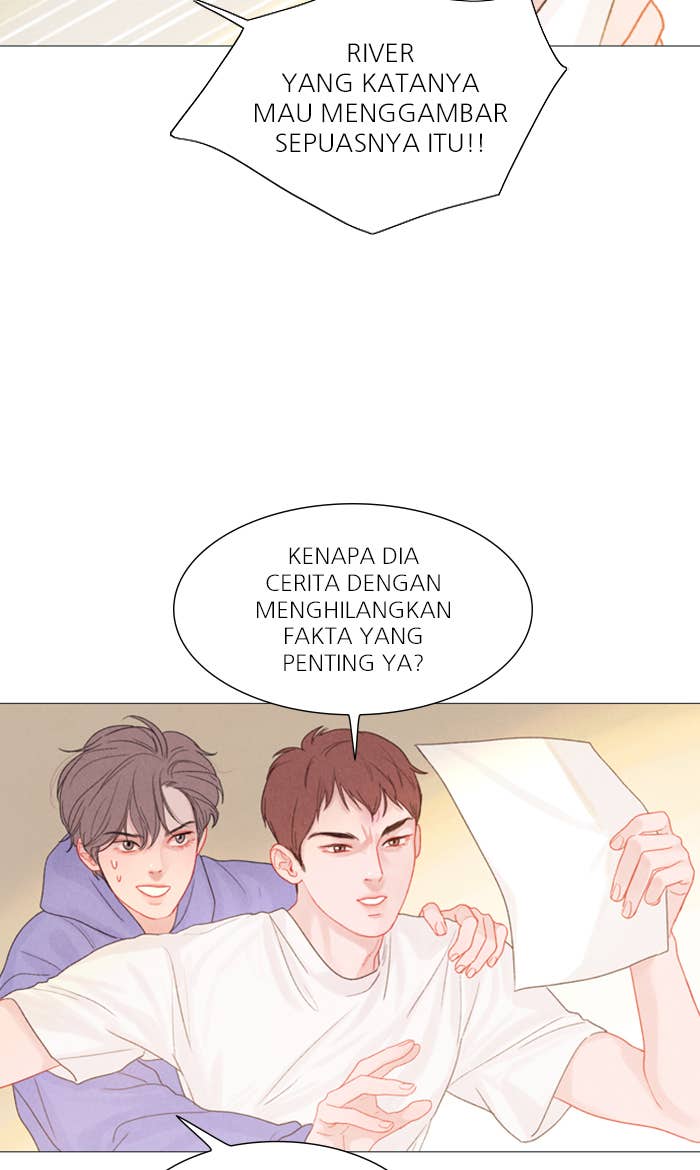 RIVER
YANG KATANYA
MAU MENGGAMBAR
SEPUASNYA ITU!!
KENAPA DIA
CERITA DENGAN
MENGHILANGKAN
FAKTA YANG
PENTING YA?